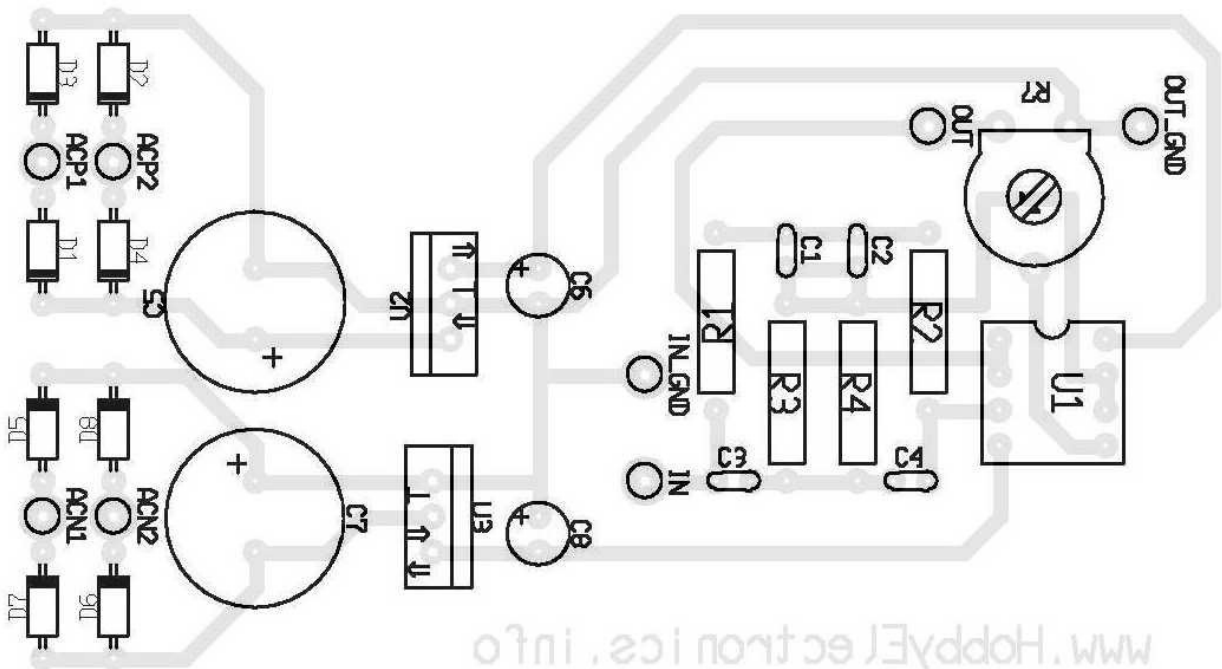 D3
D2
R7
OUT
OUT_GND
ACP1
ACP2
D1
D4
C5
U2
C6
C1
C2
R1
R2
IN_GND
R3
R4
U1
D5
D8
C3
C4
IN
ACN1
ACN2
C7
U3
C8
D7
D6
www.HobbyElectronics.info